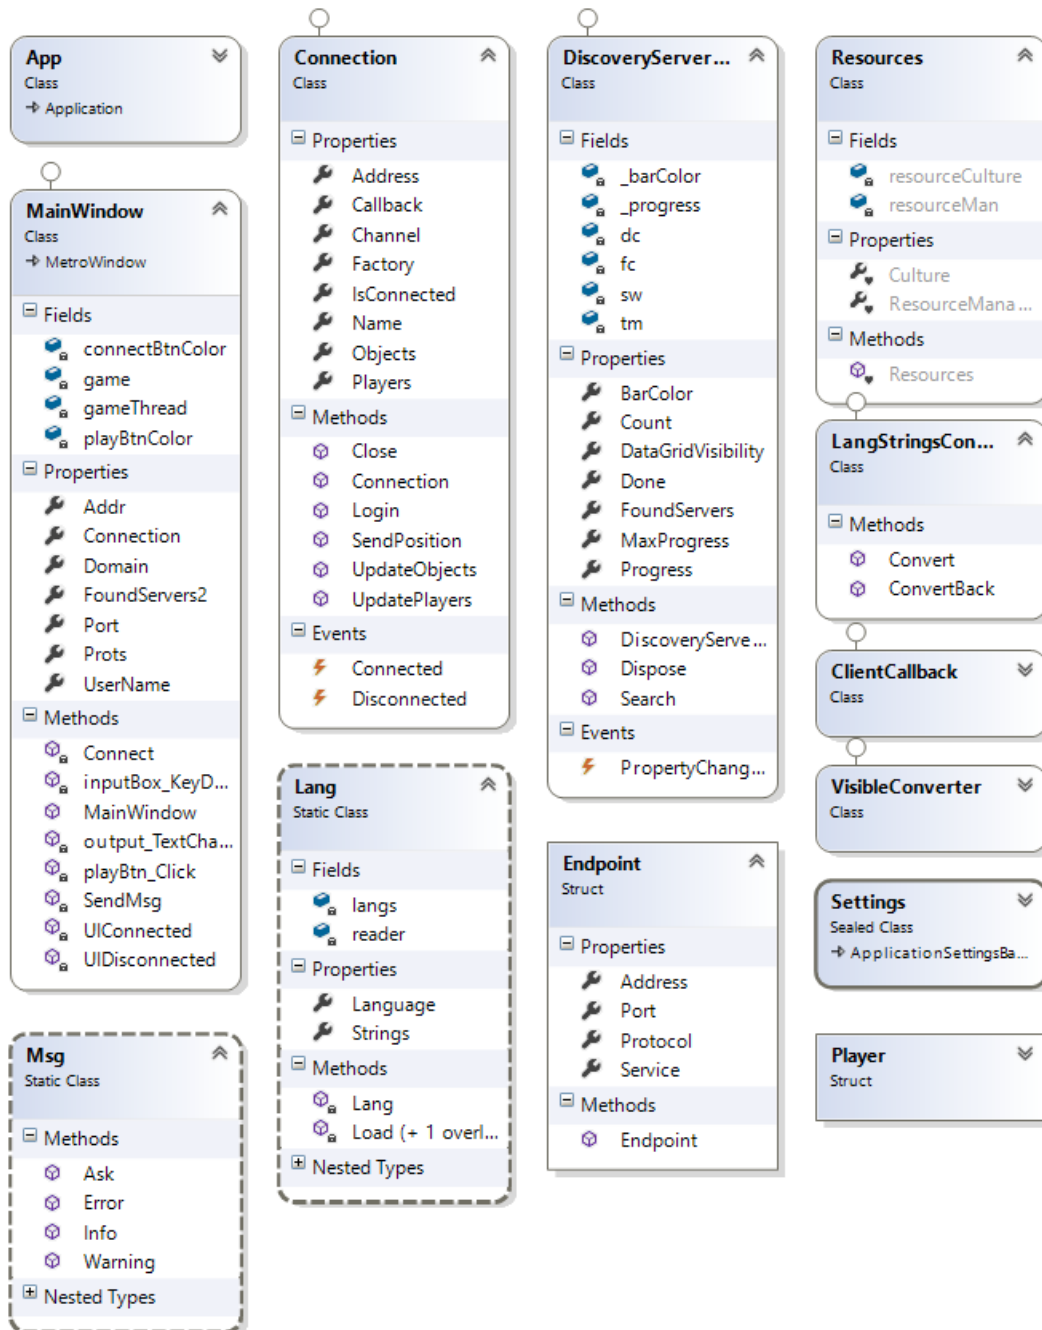 App
Class
Application
MainWindow
Class
MetroWindow
Fields
connectBtnColor
game
gameThread
playBtnColor
Properties
Addr
Connection
Domain
FoundServers2
Port
Prots
UserName
Methods
Connect
inputBox_KeyD...
MainWindow
output_TextCha...
playBtn_Click
SendMsg
UIConnected
UIDisconnected
Msg
Static Class
Methods
Ask
Error
Info
Warning
Nested Types
Connection
Class
Properties
Address
Callback
Channel
Factory
IsConnected
Name
Objects
Players
Methods
Close
Connection
Login
SendPosition
UpdateObjects
UpdatePlayers
Events
Connected
Disconnected
Lang
Static Class
Fields
langs
reader
Properties
Language
Strings
Methods
Lang
Load (+ 1 overl...
Nested Types
DiscoveryServer...
Class
Fields
_barColor
_progress
dc
fc
sw
tm
Properties
BarColor
Count
DataGridVisibility
Done
FoundServers
MaxProgress
Progress
Methods
DiscoveryServe...
Dispose
Search
Events
PropertyChang...
Endpoint
Struct
Properties
Address
Port
Protocol
Service
Methods
Endpoint
Resources
Class
Fields
resourceCulture
resourceMan
Properties
Culture
ResourceMana...
Methods
Resources
LangStringsCon...
Class
Methods
Convert
ConvertBack
ClientCallback
Class
VisibleConverter
Class
Settings
Sealed Class
ApplicationSettingsBa...
Player
Struct